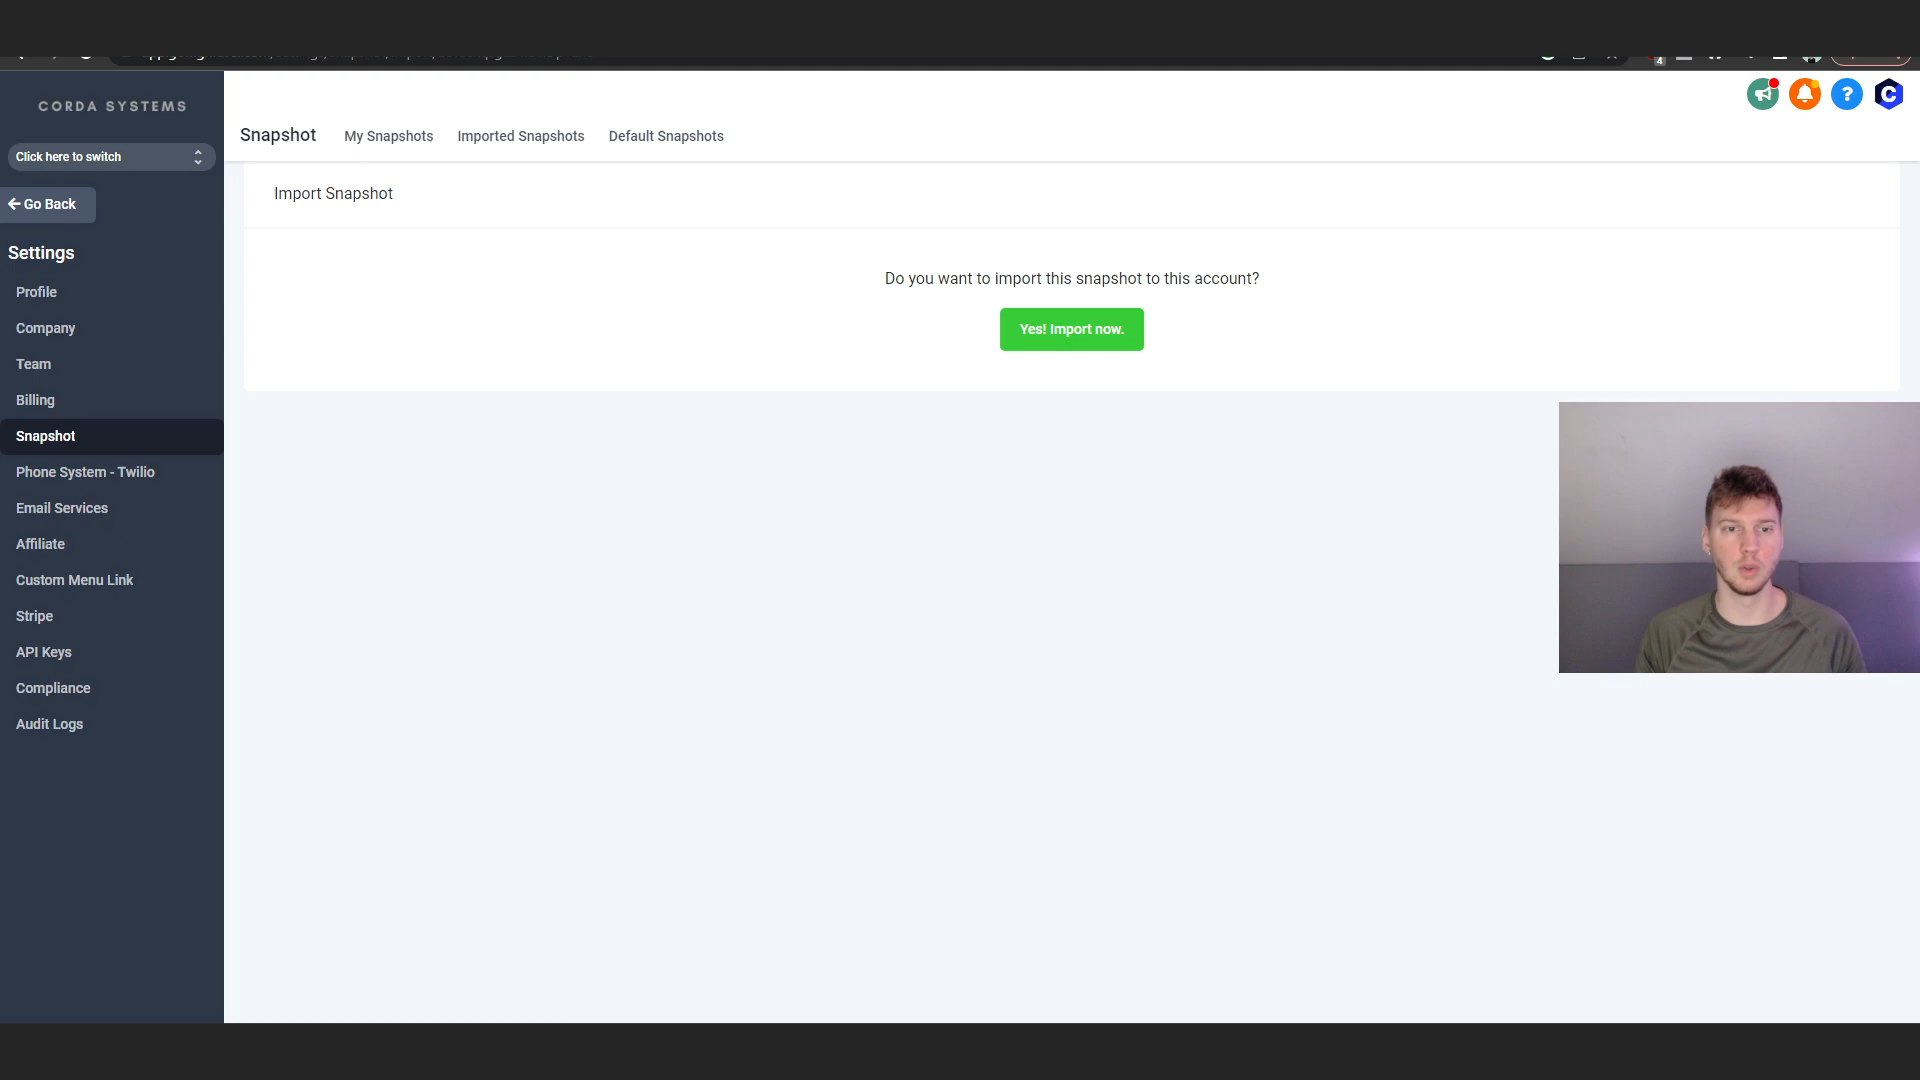 4
CORDA SYSTEMS
Click here to switch
Go Back
Settings
Profile
Company
Team
Billing
Snapshot
Phone System - Twilio
Email Services
Affiliate
Custom Menu Link
Stripe
API Keys
Compliance
Audit Logs
Snapshot
My Snapshots
Imported Snapshots
Default Snapshots
?
C
Import Snapshot
Do you want to import this snapshot to this account?
Yes! Import now.